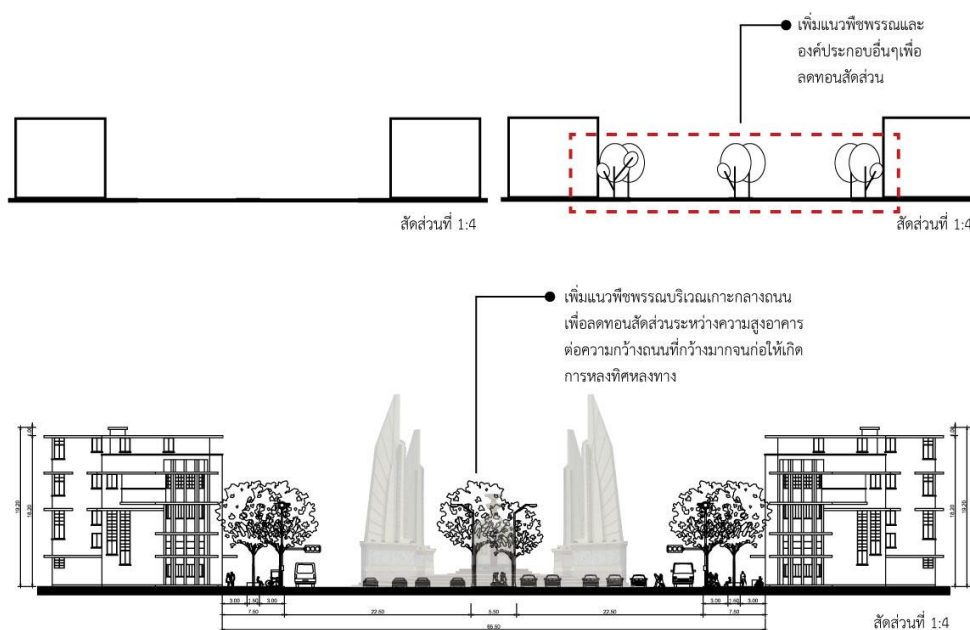 เพิ่มแนวพืชพรรณและ
องค์ประกอบอื่นๆเพื่อ
ลดทอนสัดส่วน
สัดส่วนที่ 1:4
สัดส่วนที่ 1:4
เพิ่มแนวพืชพรรณบริเวณเกาะกลางถนน
เพื่อลดทอนสัดส่วนระหว่างความสูงอาคาร
ต่อความกว้างถนนที่กว้างมากจนก่อให้เกิด
การหลงทิศหลงทาง
19.20
18.20
18.20
19.20
3.00 1.50 3.00
3.00 1.50 3.00
7.50 22.50 5.50 22.50 7.50
65.50
สัดส่วนที่ 1:4